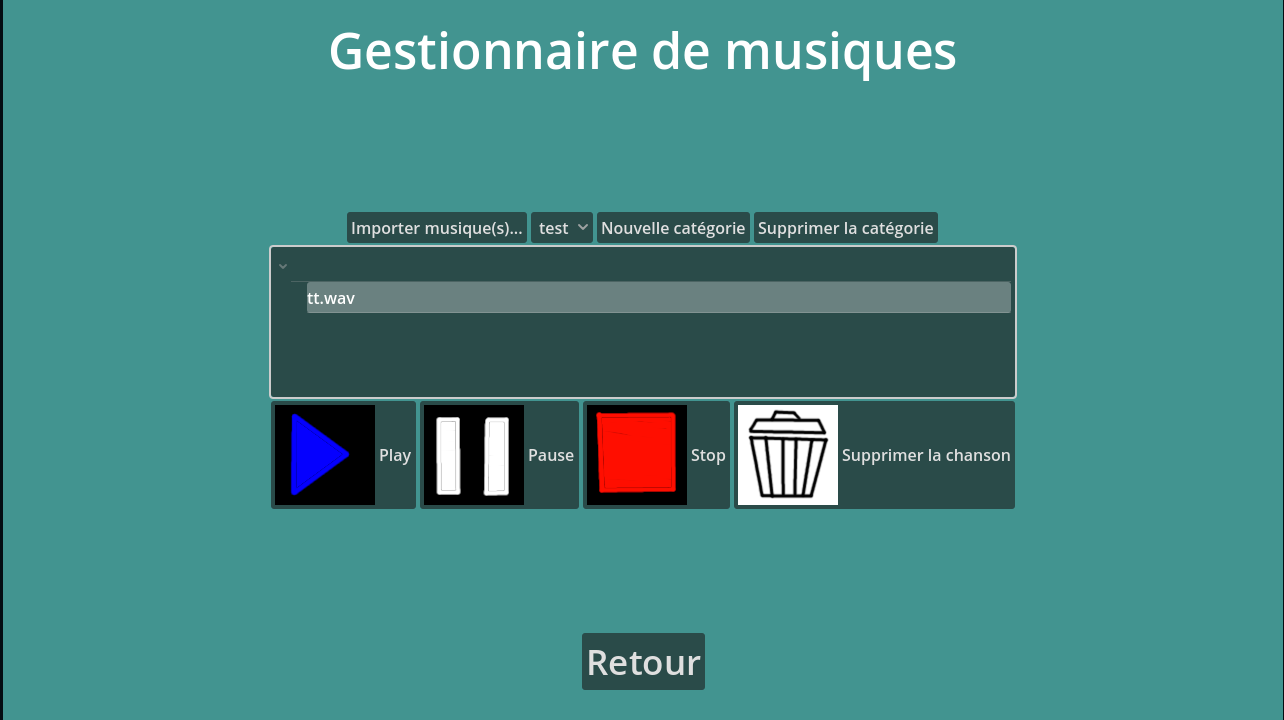 Gestionnaire de musiques
Importer musique(s)... test Nouvelle catégorie Supprimer la catégorie
tt.wav
Play Pause Stop Supprimer la chanson
Retour